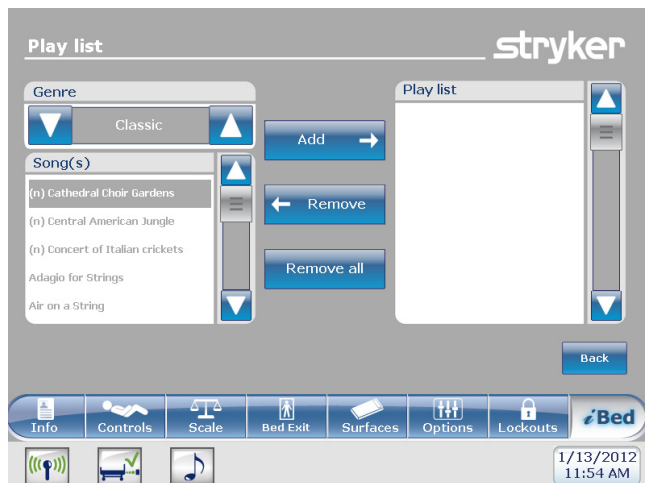 Play list
stryker
Genre
Classic
Song(s)
(n) Cathedral Choir Gardens
(n) Central American Jungle
(n) Concert of Italian crickets
Adagio for Strings
Air on a String
Add
Remove
Remove all
Play list
Back
Info
Controls
Scale
Bed Exit
Surfaces
Options
Lockouts
iBed
1/13/2012
11:54 AM